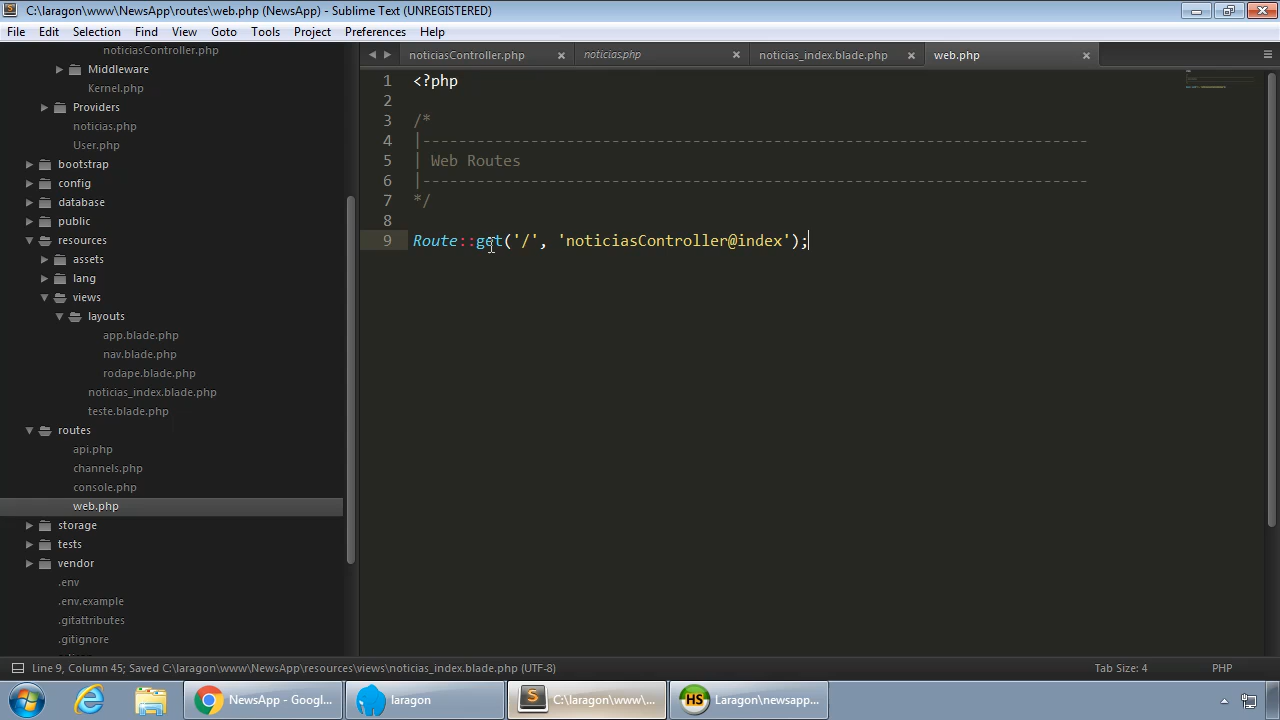 C:\laragon\www\NewsApp\routes\web.php (NewsApp) - Sublime Text (UNREGISTERED)
File Edit Selection Find View Goto Tools Project Preferences Help
noticiasController.php
Middleware
Kernel.php
Providers
noticias.php
User.php
bootstrap
config
database
public
resources
assets
lang
views
layouts
app.blade.php
nav.blade.php
rodape.blade.php
noticias_index.blade.php
teste.blade.php
routes
api.php
channels.php
console.php
web.php
storage
tests
vendor
.env
.env.example
.gitattributes
.gitignore
noticiasController.php noticias.php noticias_index.blade.php web.php
1 <?php
2
3 /*
4 |--------------------------------------------------------------------------
5 | Web Routes
6 |--------------------------------------------------------------------------
7 */
8
9 Route::get('/', 'noticiasController@index');
Line 9, Column 45; Saved C:\laragon\www\NewsApp\resources\views\noticias_index.blade.php (UTF-8) Tab Size: 4 PHP
NewsApp - Googl... laragon C:\laragon\www\... Laragon\newsapp...